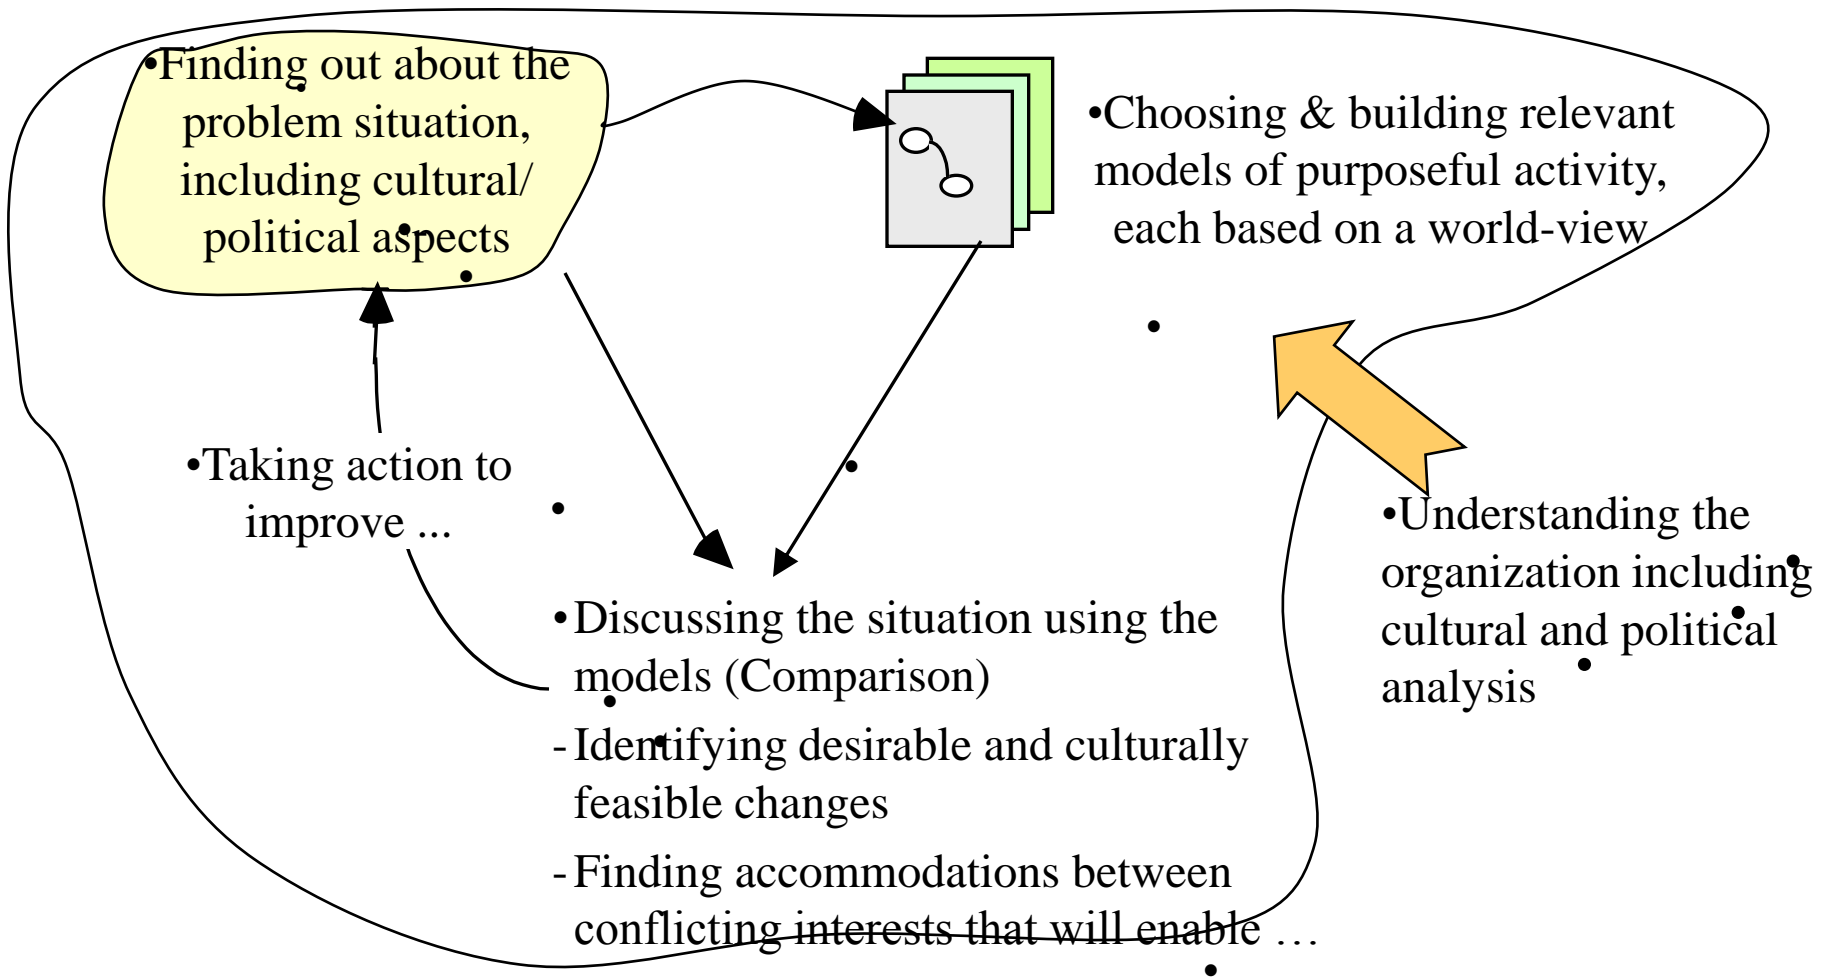 •Finding out about the
problem situation,
including cultural/
political aspects
•Choosing & building relevant
models of purposeful activity,
each based on a world-view
•Taking action to
improve ...
•Understanding the
organization including
cultural and political
analysis
•Discussing the situation using the
models (Comparison)
-Identifying desirable and culturally
feasible changes
-Finding accommodations between
conflicting interests that will enable …